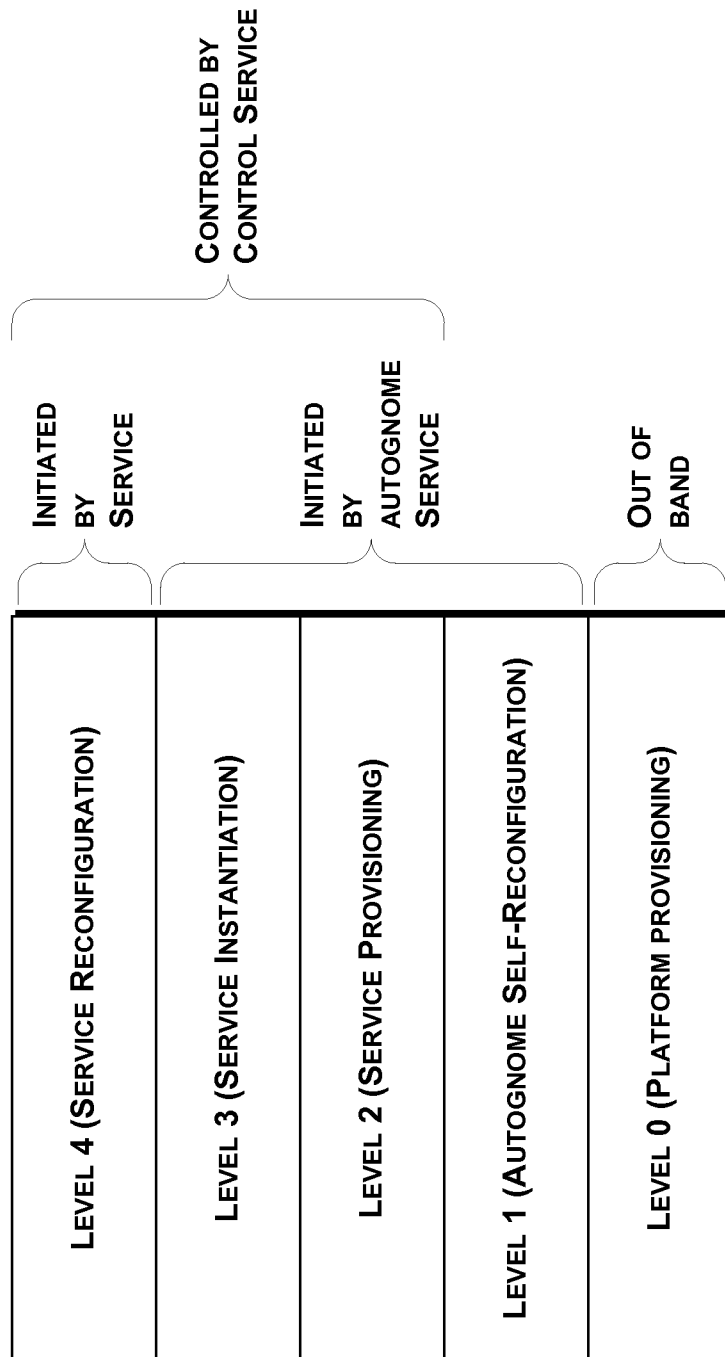 LEVEL 4 (SERVICE RECONFIGURATION)
LEVEL 3 (SERVICE INSTANTIATION)
LEVEL 2 (SERVICE PROVISIONING)
LEVEL 1 (AUTOGNOME SELF-RECONFIGURATION)
LEVEL 0 (PLATFORM PROVISIONING)
INITIATED
BY
SERVICE
INITIATED
BY
AUTOGNOME
SERVICE
OUT OF
BAND
CONTROLLED BY
CONTROL SERVICE